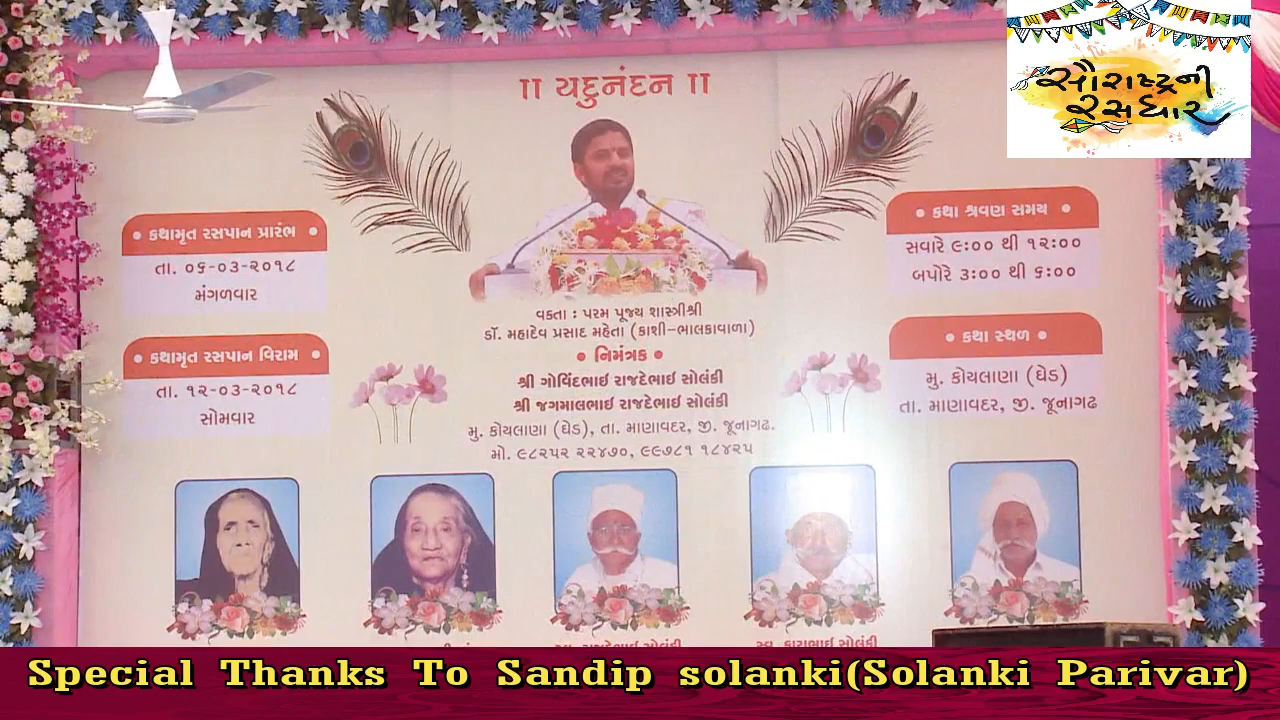 ॥ યદુનંદન ॥
સૌરાષ્ટ્રની
રસધાર
• કથામૃત રસપાન પ્રારંભ •
તા. ૦૬-૦૩-૨૦૧૮
મંગળવાર
• કથામૃત રસપાન વિરામ •
તા. ૧૨-૦૩-૨૦૧૮
સોમવાર
વકતા : પરમ પૂજ્ય શાસ્ત્રીશ્રી
ડૉ. મહાદેવ પ્રસાદ મહેતા (કાશી-ભાલકાવાળા)
• નિમંત્રક •
શ્રી ગોવિંદભાઈ રાજદેભાઈ સોલંકી
શ્રી જગમાલભાઈ રાજદેભાઈ સોલંકી
મુ. કોયલાણા (ઘેડ), તા. માણાવદર, જી. જૂનાગઢ.
મો. ૯૮૨૫૨ ૨૨૪૭૦, ૯૯૭૮૧ ૧૮૪૨૫
• કથા શ્રવણ સમય •
સવારે ૯:૦૦ થી ૧૨:૦૦
બપોરે ૩:૦૦ થી ૬:૦૦
• કથા સ્થળ •
મુ. કોયલાણા (ઘેડ)
તા. માણાવદર, જી. જૂનાગઢ
સ્વ. રાજદેભાઈ સોલંકી
સ્વ. કારાભાઈ સોલંકી
Special Thanks To Sandip solanki(Solanki Parivar)